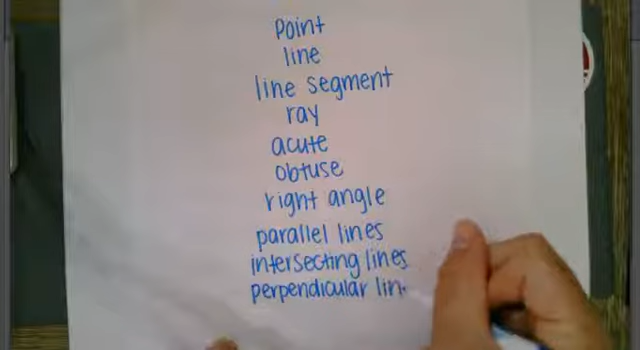 Point
line
line segment
ray
acute
obtuse
right angle
parallel lines
intersecting lines
perpendicular lin